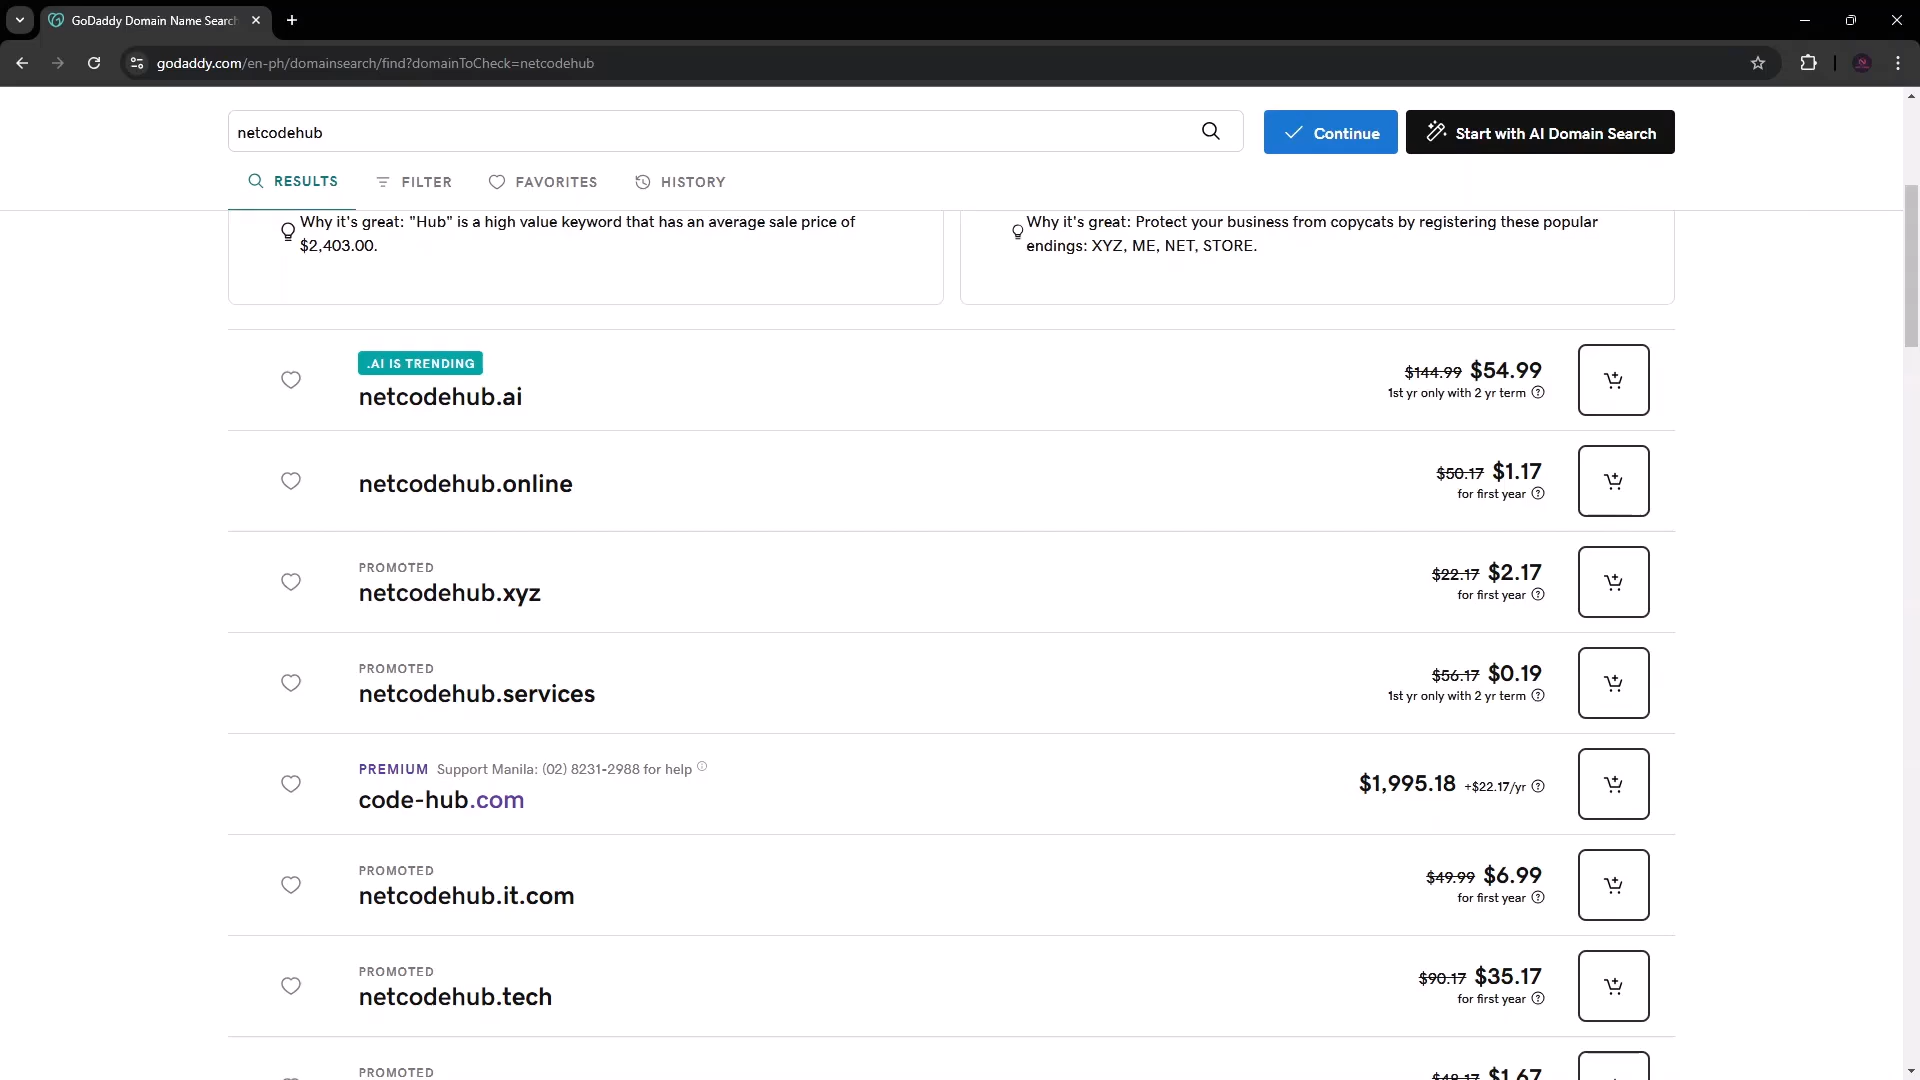 GoDaddy Domain Name Search
godaddy.com/en-ph/domainsearch/find?domainToCheck=netcodehub
netcodehub
Continue
Start with AI Domain Search
RESULTS
FILTER
FAVORITES
HISTORY
Why it's great: "Hub" is a high value keyword that has an average sale price of
$2,403.00.
Why it's great: Protect your business from copycats by registering these popular
endings: XYZ, ME, NET, STORE.
.AI IS TRENDING
netcodehub.ai
$144.99 $54.99
1st yr only with 2 yr term
netcodehub.online
$50.17 $1.17
for first year
PROMOTED
netcodehub.xyz
$22.17 $2.17
for first year
PROMOTED
netcodehub.services
$56.17 $0.19
1st yr only with 2 yr term
PREMIUM Support Manila: (02) 8231-2988 for help
code-hub.com
$1,995.18 +$22.17/yr
PROMOTED
netcodehub.it.com
$49.99 $6.99
for first year
PROMOTED
netcodehub.tech
$90.17 $35.17
for first year
PROMOTED
$48.17 $1.67